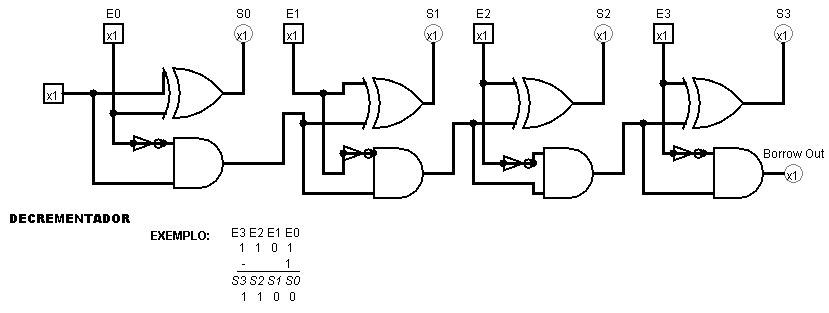 E0 S0 E1 S1 E2 S2 E3 S3
x1 x1 x1 x1 x1 x1 x1 x1
x1
Borrow Out
x1
DECREMENTADOR
EXEMPLO: E3 E2 E1 E0
1 1 0 1
- 1
S3 S2 S1 S0
1 1 0 0